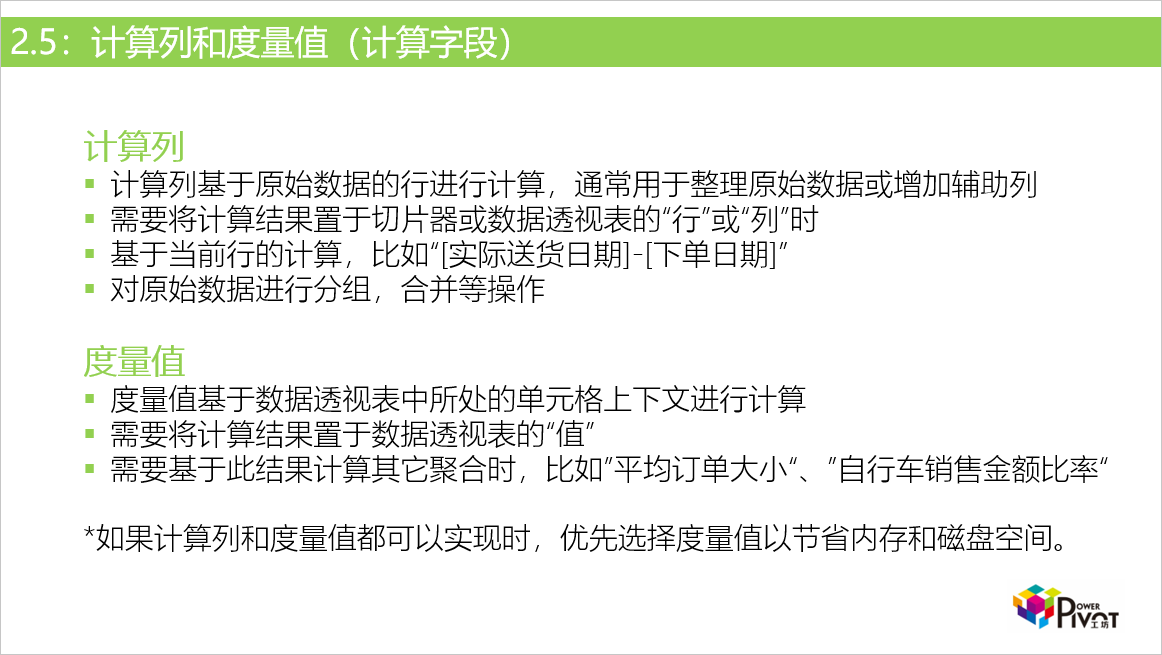 2.5：计算列和度量值（计算字段）
计算列
▪ 计算列基于原始数据的行进行计算，通常用于整理原始数据或增加辅助列
▪ 需要将计算结果置于切片器或数据透视表的“行”或“列”时
▪ 基于当前行的计算，比如“[实际送货日期]-[下单日期]”
▪ 对原始数据进行分组，合并等操作
度量值
▪ 度量值基于数据透视表中所处的单元格上下文进行计算
▪ 需要将计算结果置于数据透视表的“值”
▪ 需要基于此结果计算其它聚合时，比如”平均订单大小“、”自行车销售金额比率“
*如果计算列和度量值都可以实现时，优先选择度量值以节省内存和磁盘空间。
POWER
PIVOT
工坊